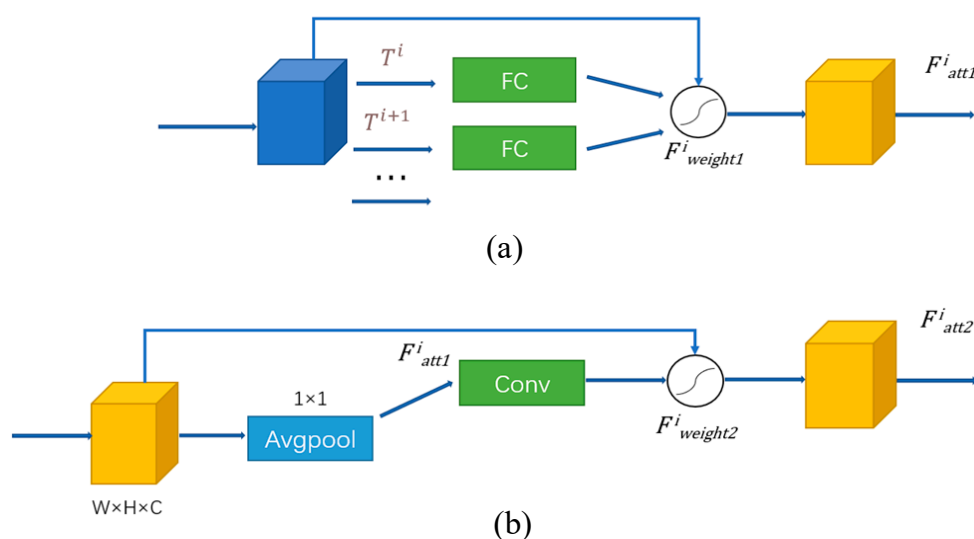 T^i
FC
F^i_att1
T^{i+1}
FC
F^i_weight1
...
(a)
F^i_att2
F^i_att1
Conv
1×1
Avgpool
F^i_weight2
W×H×C
(b)